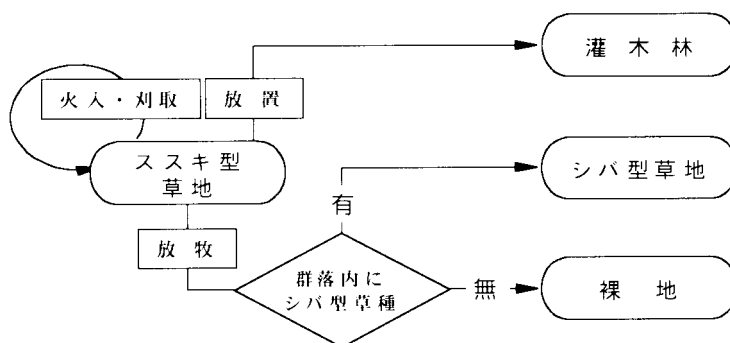 灌木林
火入・刈取
放置
ススキ型
草地
シバ型草地
有
放牧
群落内に
シバ型草種
無
裸地